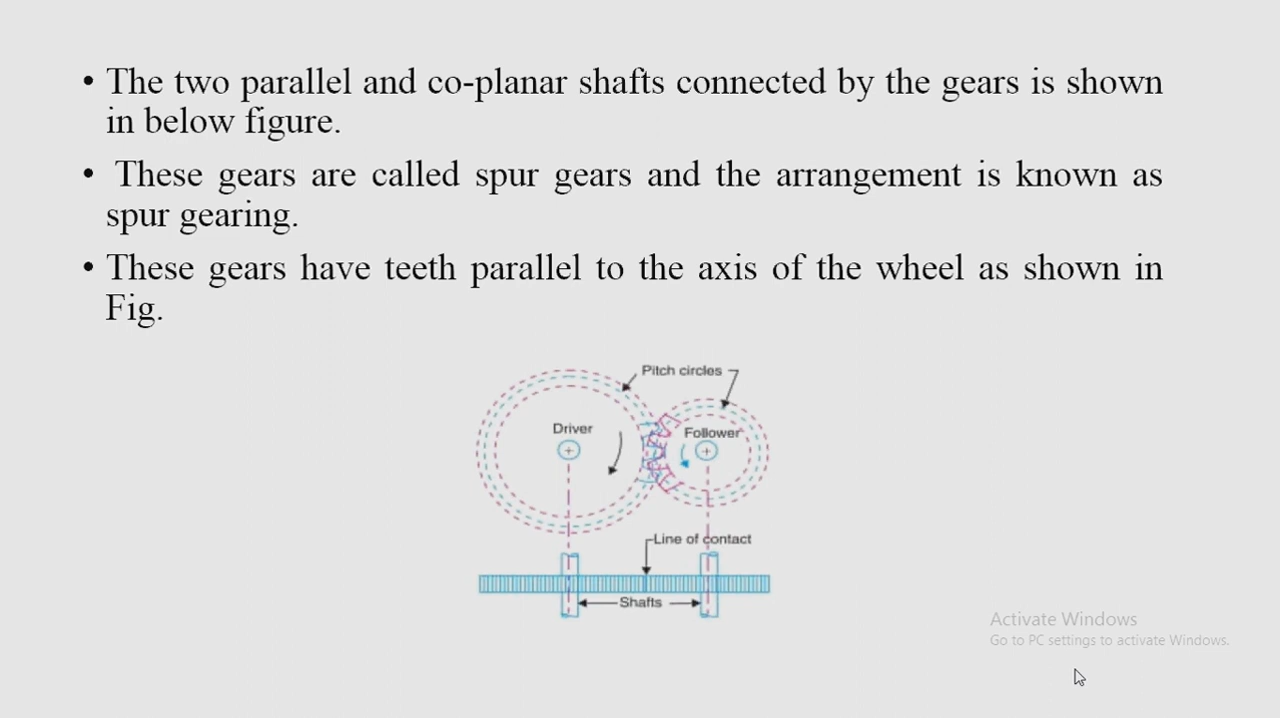 • The two parallel and co-planar shafts connected by the gears is shown
in below figure.
• These gears are called spur gears and the arrangement is known as
spur gearing.
• These gears have teeth parallel to the axis of the wheel as shown in
Fig.
Pitch circles
Driver
Follower
Line of contact
Shafts
Activate Windows
Go to PC settings to activate Windows.